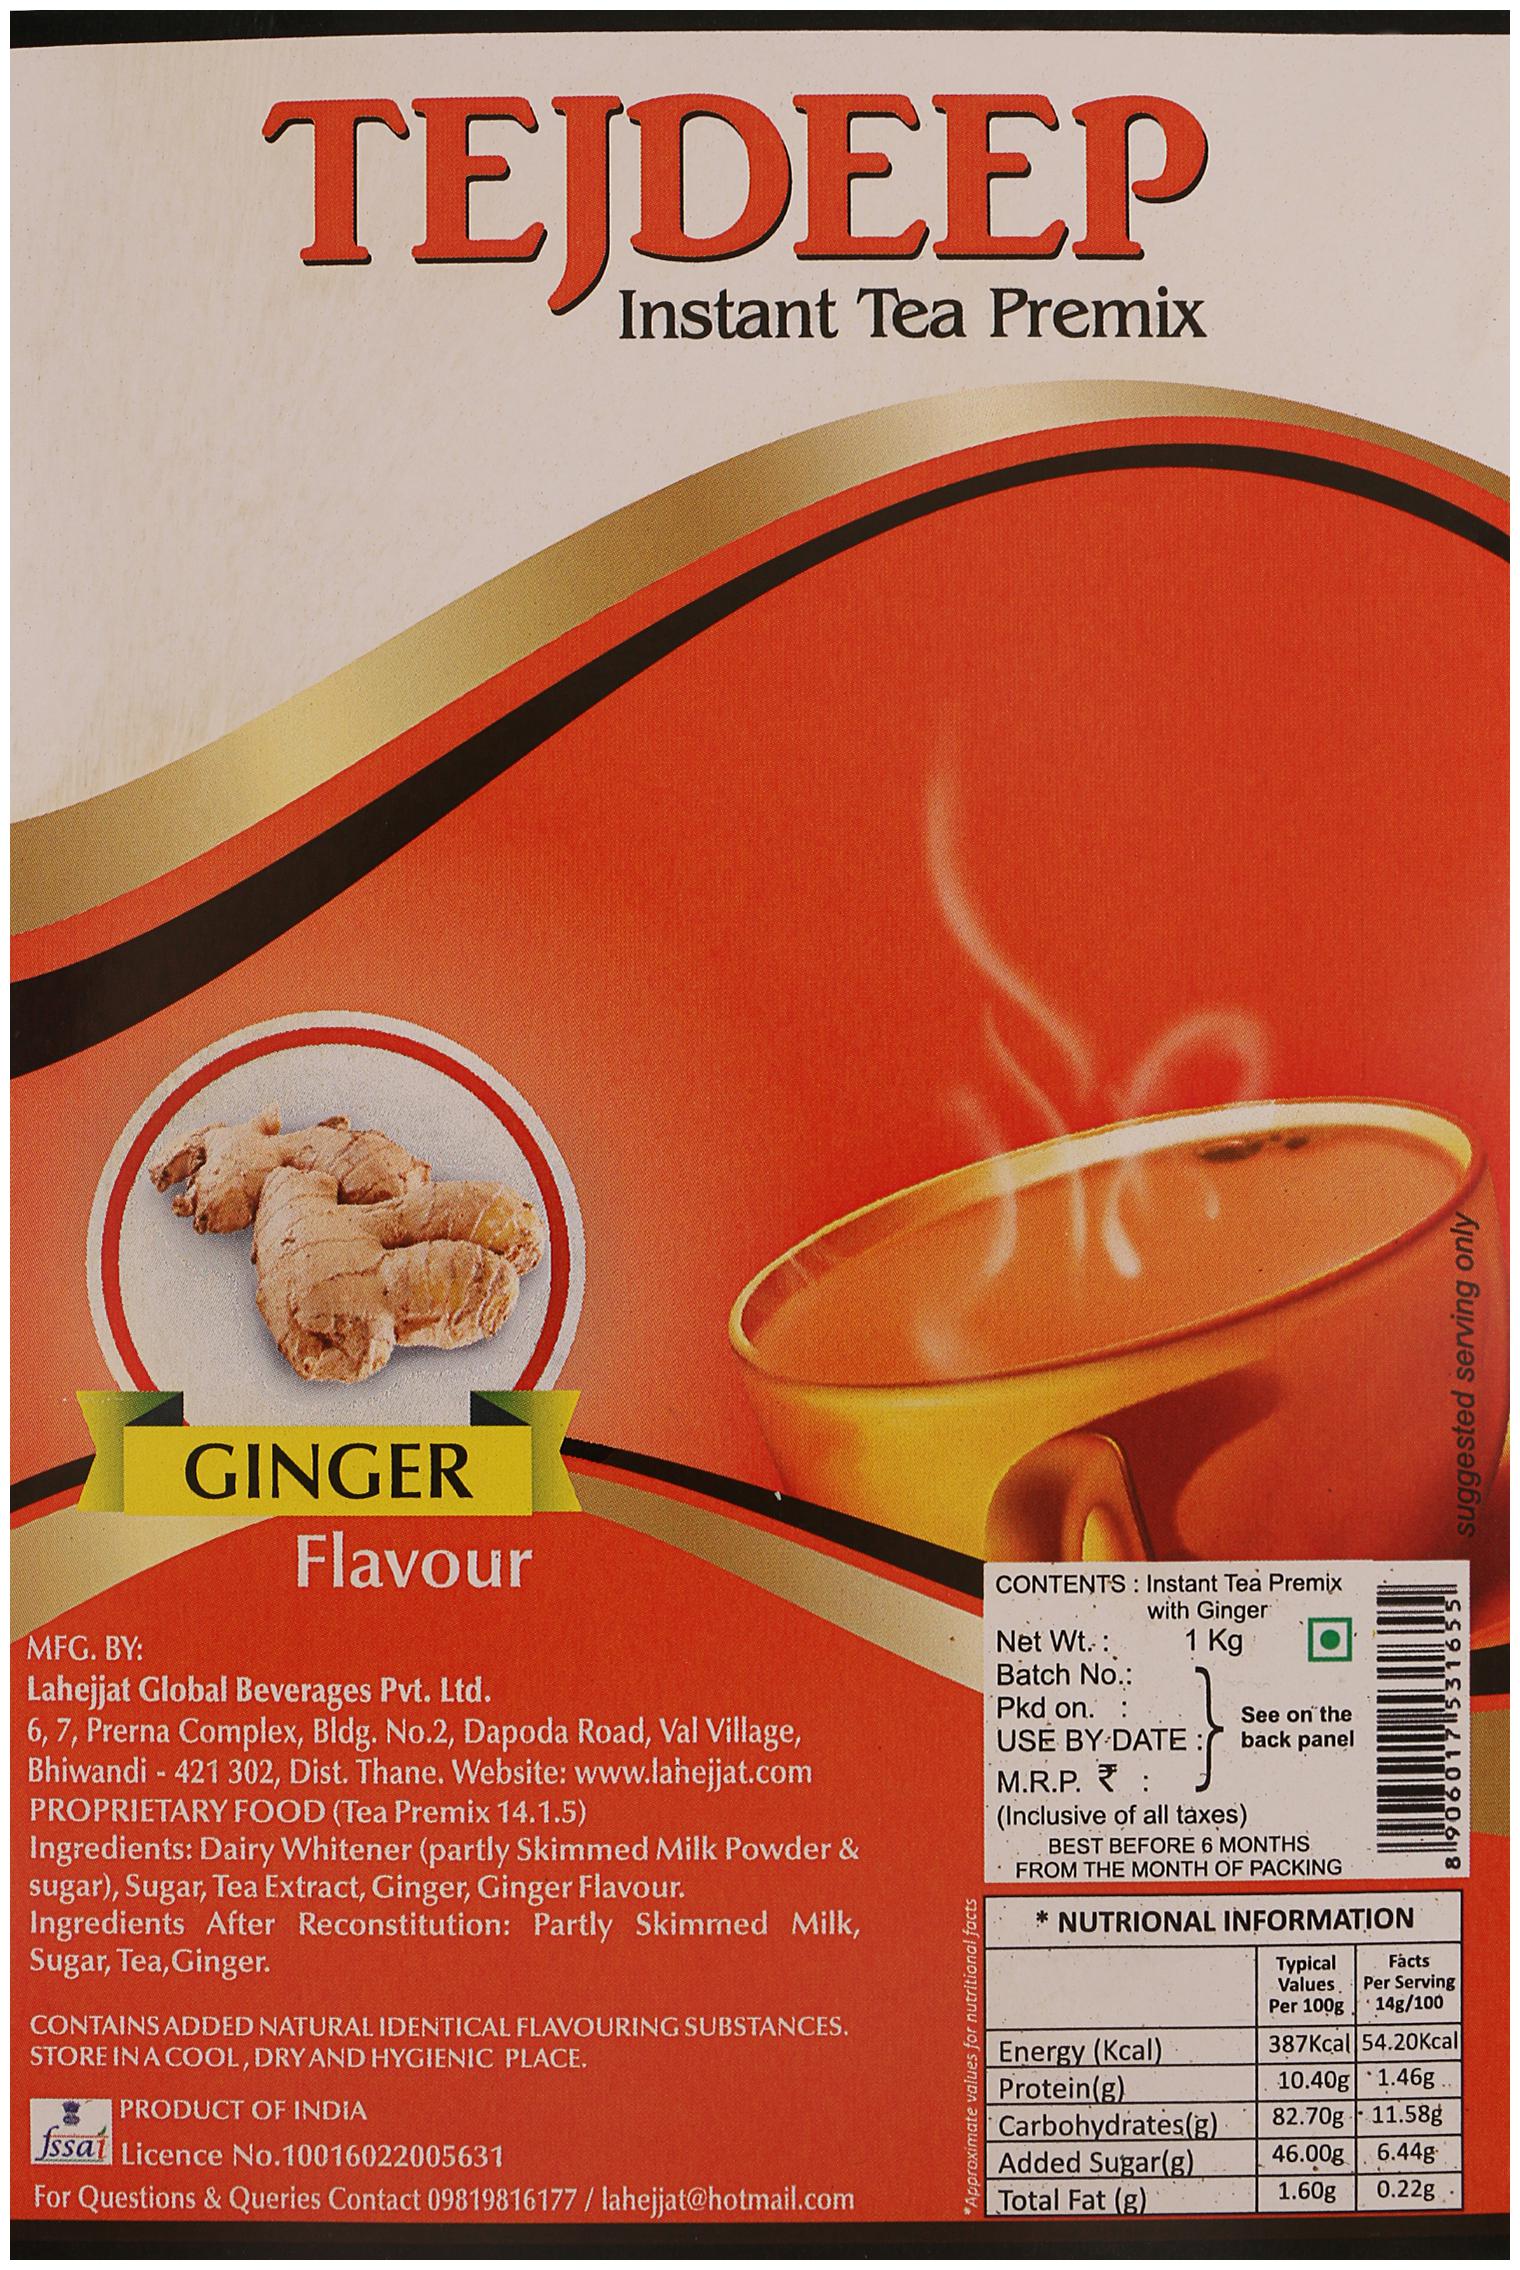 TEJDEEP
Instant Tea Premix
GINGER
Flavour
suggested serving only
MFG. BY:
Lahejjat Global Beverages Pvt. Ltd.
6, 7, Prerna Complex, Bldg. No.2, Dapoda Road, Val Village,
Bhiwandi - 421 302, Dist. Thane. Website: www.lahejjat.com
PROPRIETARY FOOD (Tea Premix 14.1.5)
Ingredients: Dairy Whitener (partly Skimmed Milk Powder &
sugar), Sugar, Tea Extract, Ginger, Ginger Flavour.
Ingredients After Reconstitution: Partly Skimmed Milk,
Sugar, Tea, Ginger.
CONTAINS ADDED NATURAL IDENTICAL FLAVOURING SUBSTANCES.
STORE IN A COOL, DRY AND HYGIENIC PLACE.
fssai
PRODUCT OF INDIA
Licence No.10016022005631
For Questions & Queries Contact 09819816177 / lahejjat@hotmail.com
CONTENTS : Instant Tea Premix
with Ginger
Net Wt. : 1 Kg
Batch No.:
Pkd on. :
USE BY DATE :
M.R.P. ₹ :
See on the
back panel
(Inclusive of all taxes)
BEST BEFORE 6 MONTHS
FROM THE MONTH OF PACKING
8 906017 531655
*Approximate values for nutritional facts
* NUTRIONAL INFORMATION
Typical Values Per 100g Facts Per Serving 14g/100
Energy (Kcal) 387Kcal 54.20Kcal
Protein(g) 10.40g 1.46g
Carbohydrates(g) 82.70g 11.58g
Added Sugar(g) 46.00g 6.44g
Total Fat (g) 1.60g 0.22g